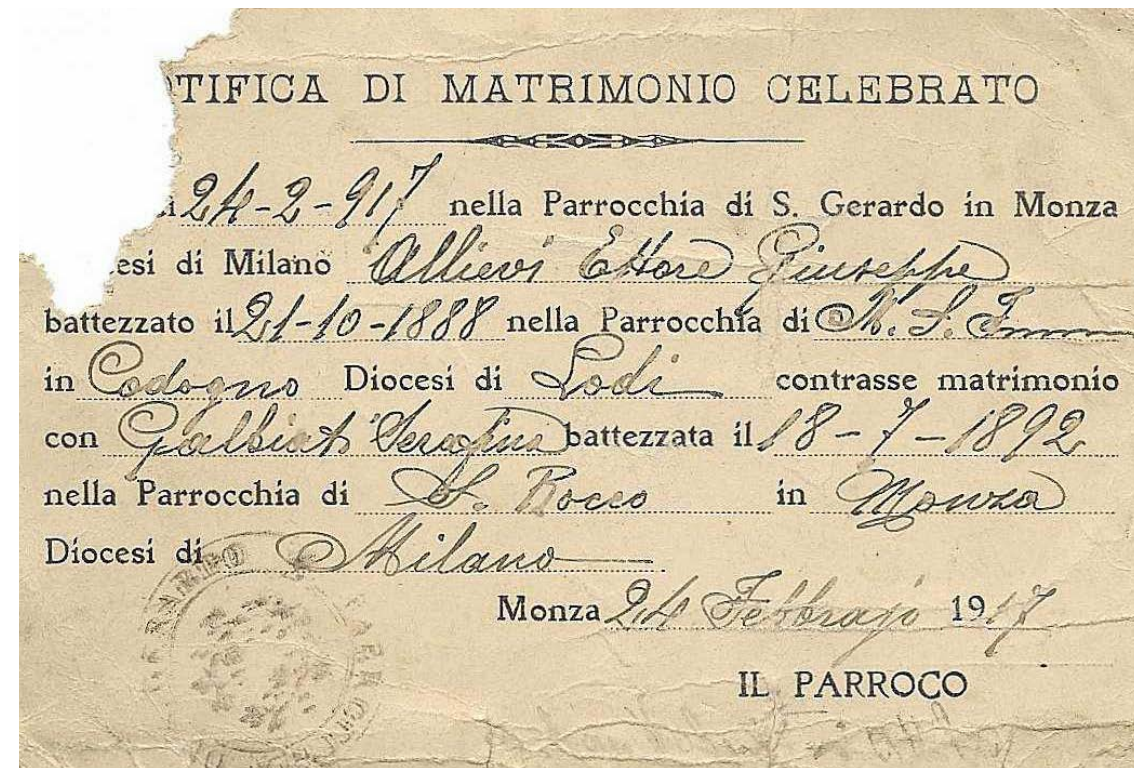 TIFICA DI MATRIMONIO CELEBRATO
24-2-917 nella Parrocchia di S. Gerardo in Monza
esi di Milano Allievi Ettore Giuseppe
battezzato il 21-10-1888 nella Parrocchia di N. S. Imm
in Codogno Diocesi di Lodi contrasse matrimonio
con Galbiati Serafina battezzata il 18-7-1892
nella Parrocchia di S. Rocco in Monza
Diocesi di Milano
Monza 24 Febbrajo 1917
IL PARROCO